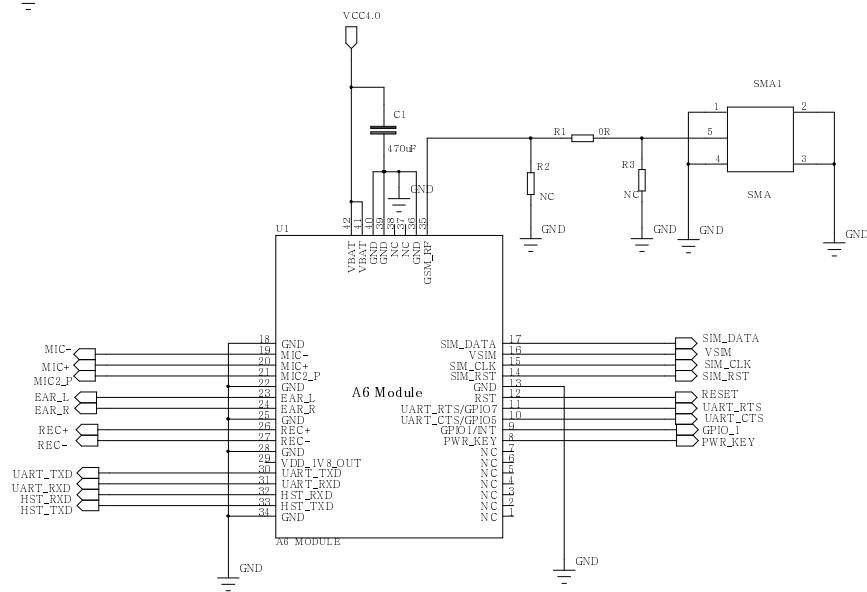 VCC4.0
SMA1
C1
470uF
R1 0R
1 2
5
4 3
R2
NC
R3
NC
SMA
GND
GND
GND
GND
GND
U1
42 41 40 39 38 37 36 35
VBAT
VBAT
GND
GND
NC
NC
GND
GSM_RF
A6 Module
MIC- 19 MIC-
18 GND
MIC+ 20 MIC+
MIC2_P 21 MIC2_P
22 GND
EAR_L 23 EAR_L
EAR_R 24 EAR_R
25 GND
REC+ 26 REC+
REC- 27 REC-
28 GND
29 VDD_1V8_OUT
UART_TXD 30 UART_TXD
UART_RXD 31 UART_RXD
HST_RXD 32 HST_RXD
HST_TXD 33 HST_TXD
34 GND
SIM_DATA 17 SIM_DATA
VSIM 16 VSIM
SIM_CLK 15 SIM_CLK
SIM_RST 14 SIM_RST
GND 13
RST 12 RESET
UART_RTS/GPIO7 11 UART_RTS
UART_CTS/GPIO5 10 UART_CTS
GPIO1/INT 9 GPIO_1
PWR_KEY 8 PWR_KEY
NC 7
NC 6
NC 5
NC 4
NC 3
NC 2
NC 1
A6 MODULE
GND
GND